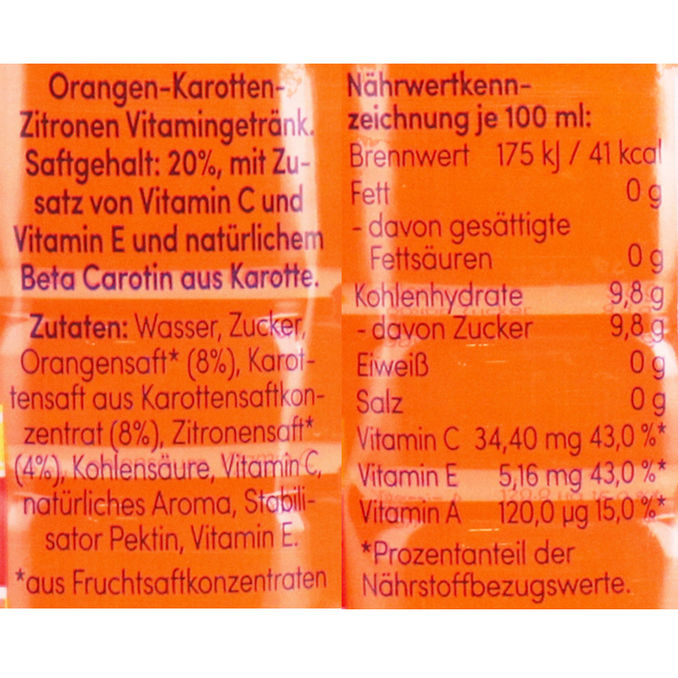 Orangen-Karotten-
Zitronen Vitamingetränk.
Saftgehalt: 20%, mit Zu-
satz von Vitamin C und
Vitamin E und natürlichem
Beta Carotin aus Karotte.
Zutaten: Wasser, Zucker,
Orangensaft* (8%), Karot-
tensaft aus Karottensaftkon-
zentrat (8%), Zitronensaft*
(4%), Kohlensäure, Vitamin C,
natürliches Aroma, Stabili-
sator Pektin, Vitamin E.
*aus Fruchtsaftkonzentraten
Nährwertkenn-
zeichnung je 100 ml:
Brennwert 175 kJ / 41 kcal
Fett 0 g
- davon gesättigte
Fettsäuren 0 g
Kohlenhydrate 9,8 g
- davon Zucker 9,8 g
Eiweiß 0 g
Salz 0 g
Vitamin C 34,40 mg 43,0 %*
Vitamin E 5,16 mg 43,0 %*
Vitamin A 120,0 µg 15,0 %*
*Prozentanteil der
Nährstoffbezugswerte.